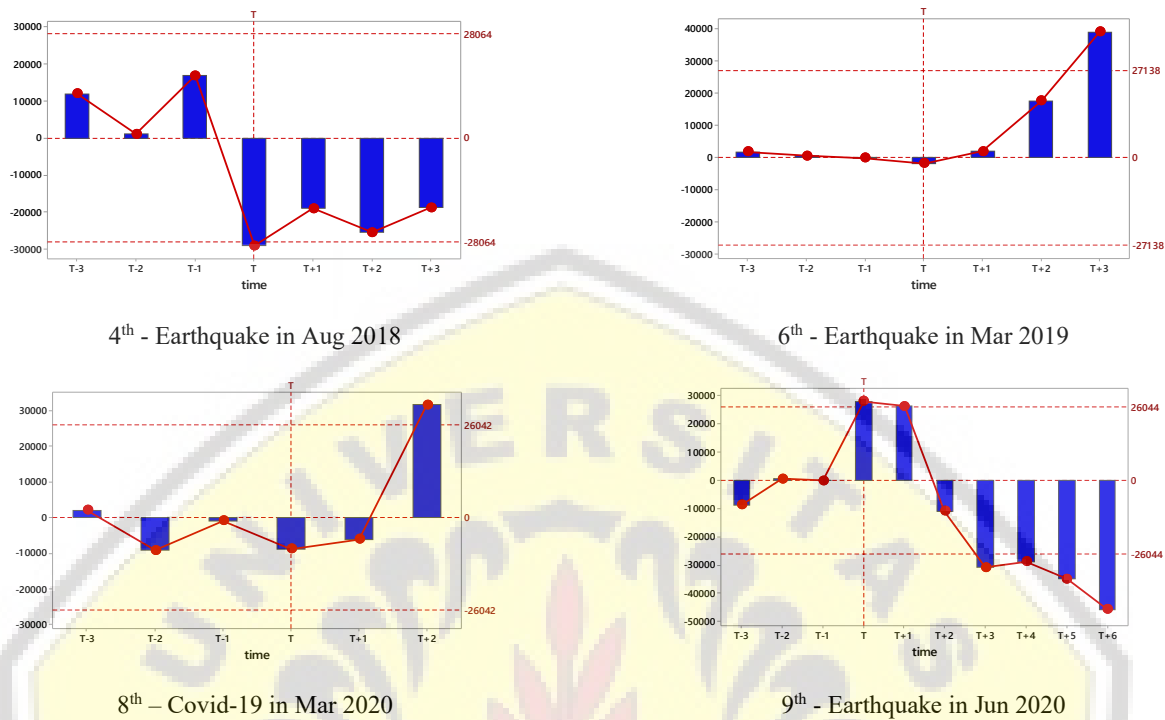 T
30000
28064
20000
10000
0
0
-10000
-20000
-28064
-30000
T-3 T-2 T-1 T T+1 T+2 T+3
time
4th - Earthquake in Aug 2018
T
40000
30000
27138
20000
10000
0
0
-10000
-20000
-27138
-30000
T-3 T-2 T-1 T T+1 T+2 T+3
time
6th - Earthquake in Mar 2019
T
30000
26042
20000
10000
0
0
-10000
-20000
-26042
-30000
T-3 T-2 T-1 T T+1 T+2
time
8th – Covid-19 in Mar 2020
T
30000
26044
20000
10000
0
0
-10000
-20000
-26044
-30000
-40000
-50000
T-3 T-2 T-1 T T+1 T+2 T+3 T+4 T+5 T+6
time
9th - Earthquake in Jun 2020
UNIVERSITAS